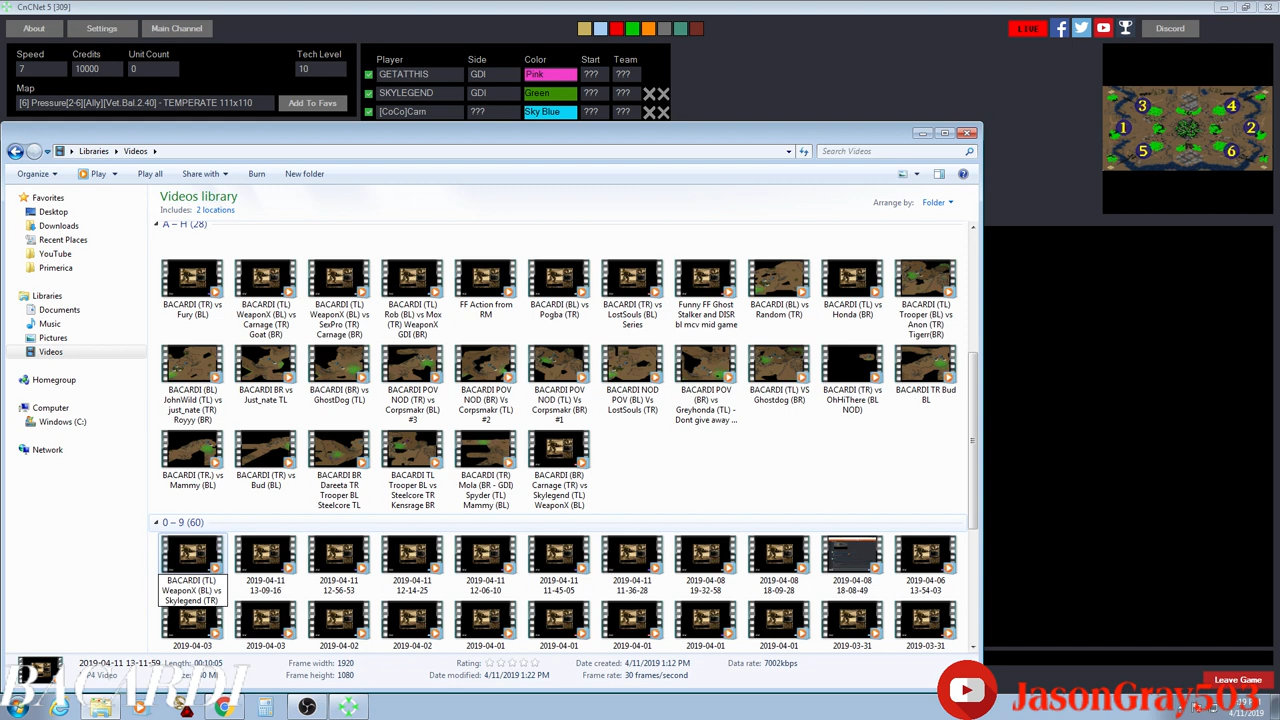 CnCNet 5 [309]
About
Settings
Main Channel
LIVE
Discord
Speed
Credits
Unit Count
Tech Level
7
10000
0
10
Map
[6] Pressure[2-6][Ally][Vet.Bal.2.40] - TEMPERATE 111x110
Add To Favs
Player
Side
Color
Start
Team
GETATTHIS
GDI
Pink
???
???
SKYLEGEND
GDI
Green
???
???
[CoCo]Carn
???
Sky Blue
???
???
3
4
1
2
5
6
Libraries
Videos
Search Videos
Organize
Play
Play all
Share with
Burn
New folder
Favorites
Desktop
Downloads
Recent Places
YouTube
Primerica
Libraries
Documents
Music
Pictures
Videos
Homegroup
Computer
Windows (C:)
Network
Videos library
Includes: 2 locations
Arrange by:
Folder
A – H (28)
BACARDI (TR) vs
Fury (BL)
BACARDI (TL)
WeaponX (BL) vs
Carnage (TR)
Goat (BR)
BACARDI (TL)
WeaponX (BL) vs
SexPro (TR)
Carnage (BR)
BACARDI (TL)
Rob (BL) vs Mox
(TR) WeaponX
GDI (BR)
FF Action from
RM
BACARDI (BL) vs
Pogba (TR)
BACARDI (TR) vs
LostSouls (BL)
Series
Funny FF Ghost
Stalker and DISR
bl mcv mid game
BACARDI (BL) vs
Random (TR)
BACARDI (TL) vs
Honda (BR)
BACARDI (TL)
Trooper (BL) vs
Anon (TR)
Tigerr(BR)
BACARDI (BL)
JohnWild (TL) vs
just_nate (TR)
Royyy (BR)
BACARDI BR vs
Just_nate TL
BACARDI (BR) vs
GhostDog (TL)
BACARDI POV
NOD (TR) vs
Corpsmakr (BL)
#3
BACARDI POV
NOD (BR) vs
Corpsmakr (TL)
#2
BACARDI POV
NOD (TL) vs
Corpsmakr (BR)
#1
BACARDI NOD
POV (BL) vs
LostSouls (TR)
BACARDI POV
(BR) vs
Greyhonda (TL) -
Dont give away ...
BACARDI (TL) VS
Ghostdog (BR)
BACARDI (TR) vs
OhHiThere (BL
NOD)
BACARDI TR Bud
BL
BACARDI (TR.) vs
Mammy (BL)
BACARDI (TR) vs
Bud (BL)
BACARDI BR
Dareeta TR
Trooper BL vs
Steelcore TL
BACARDI TL
Trooper BL vs
Steelcore TR
Kensrage BR
BACARDI (TR)
Mola (BR - GDI)
Spyder (TL)
Mammy (BL)
BACARDI (BR)
Carnage (TR) vs
Skylegend (TL)
WeaponX (BL)
0 – 9 (60)
BACARDI (TL)
WeaponX (BL) vs
Skylegend (TR)
2019-04-11
13-09-16
2019-04-11
12-56-53
2019-04-11
12-14-25
2019-04-11
12-06-10
2019-04-11
11-45-05
2019-04-11
11-36-28
2019-04-08
19-32-58
2019-04-08
18-09-28
2019-04-08
18-08-49
2019-04-06
13-54-03
2019-04-03
2019-04-03
2019-04-02
2019-04-02
2019-04-01
2019-04-01
2019-04-01
2019-04-01
2019-04-01
2019-03-31
2019-03-31
2019-04-11 13-11-59
Length: 00:10:05
Frame width: 1920
Frame height: 1080
Rating:
Date modified: 4/11/2019 1:22 PM
Date created: 4/11/2019 1:12 PM
Frame rate: 30 frames/second
Data rate: 7002kbps
BACARDI
Leave Game
JasonGray503
4/11/2019